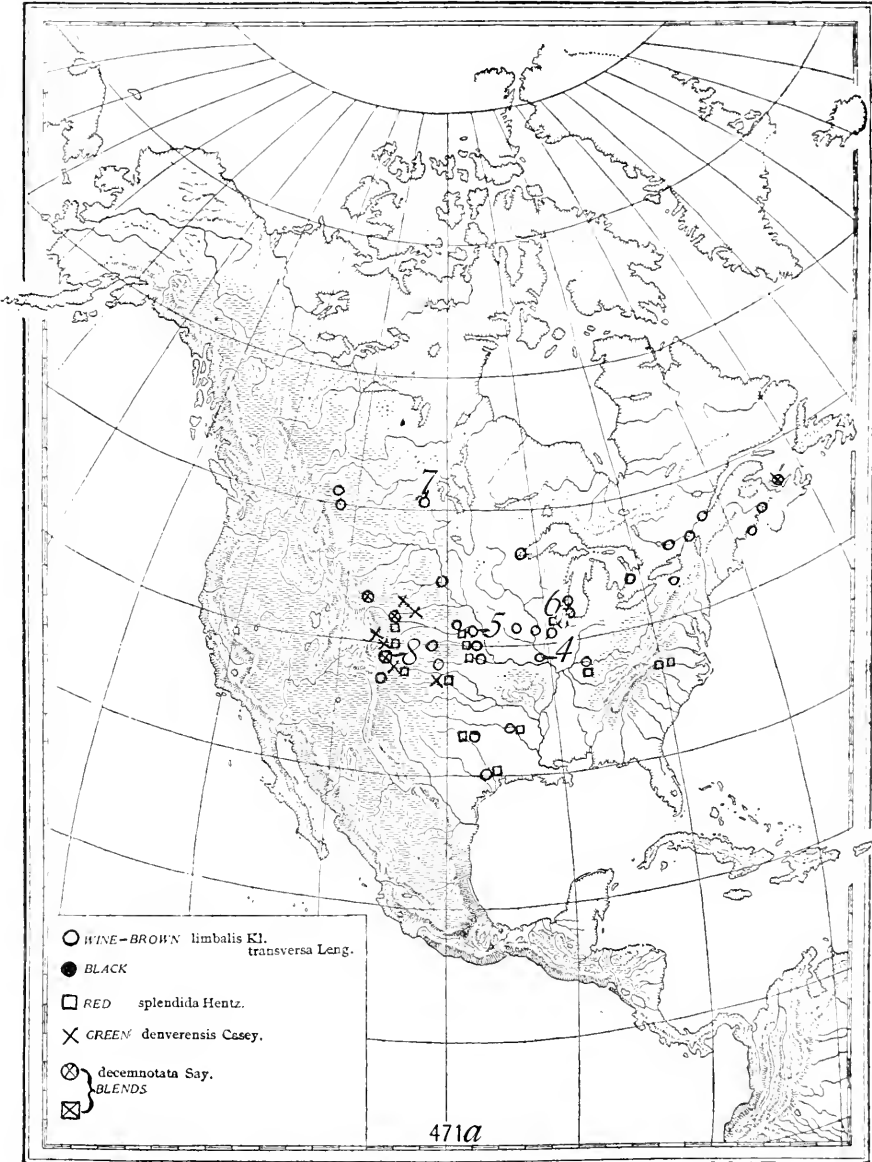 7
6
5
-4
-8
WINE-BROWN limbalis Kl.
transversa Leng.
BLACK
RED splendida Hentz.
GREEN denverensis Casey.
decemnotata Say.
BLENDS
471a